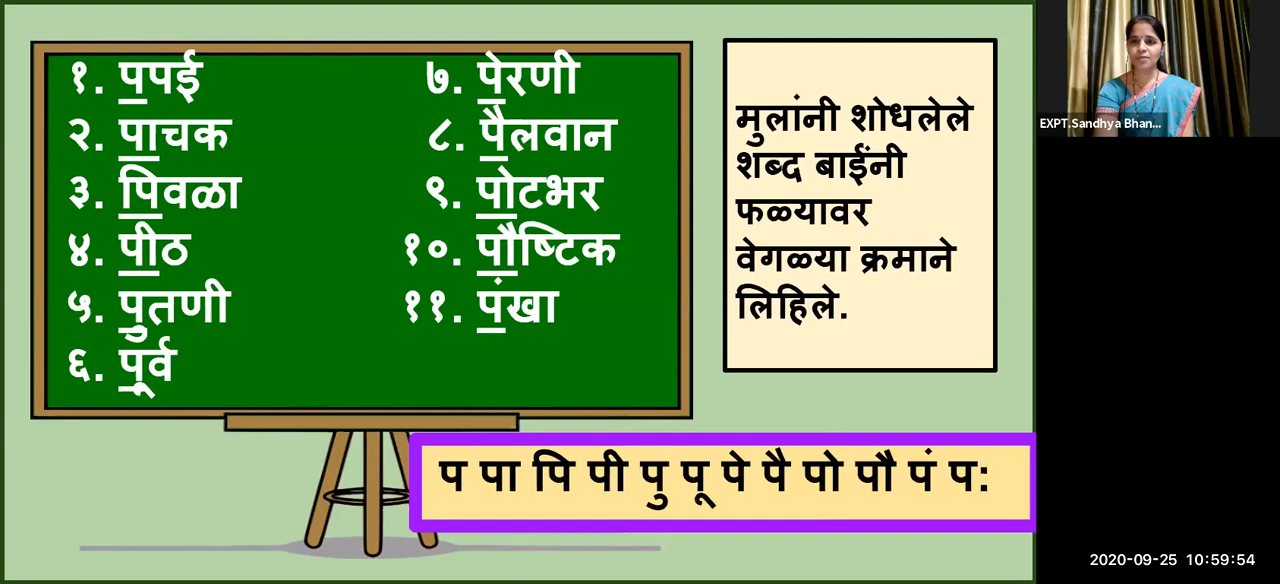 १. पपई
२. पाचक
३. पिवळा
४. पीठ
५. पुतणी
६. पूर्व
७. पेरणी
८. पैलवान
९. पोटभर
१०. पौष्टिक
११. पंखा
मुलांनी शोधलेले
शब्द बाईंनी
फळ्यावर
वेगळ्या क्रमाने
लिहिले.
प पा पि पी पु पू पे पै पो पौ पं प:
EXPT.Sandhya Bhan...
2020-09-25 10:59:54